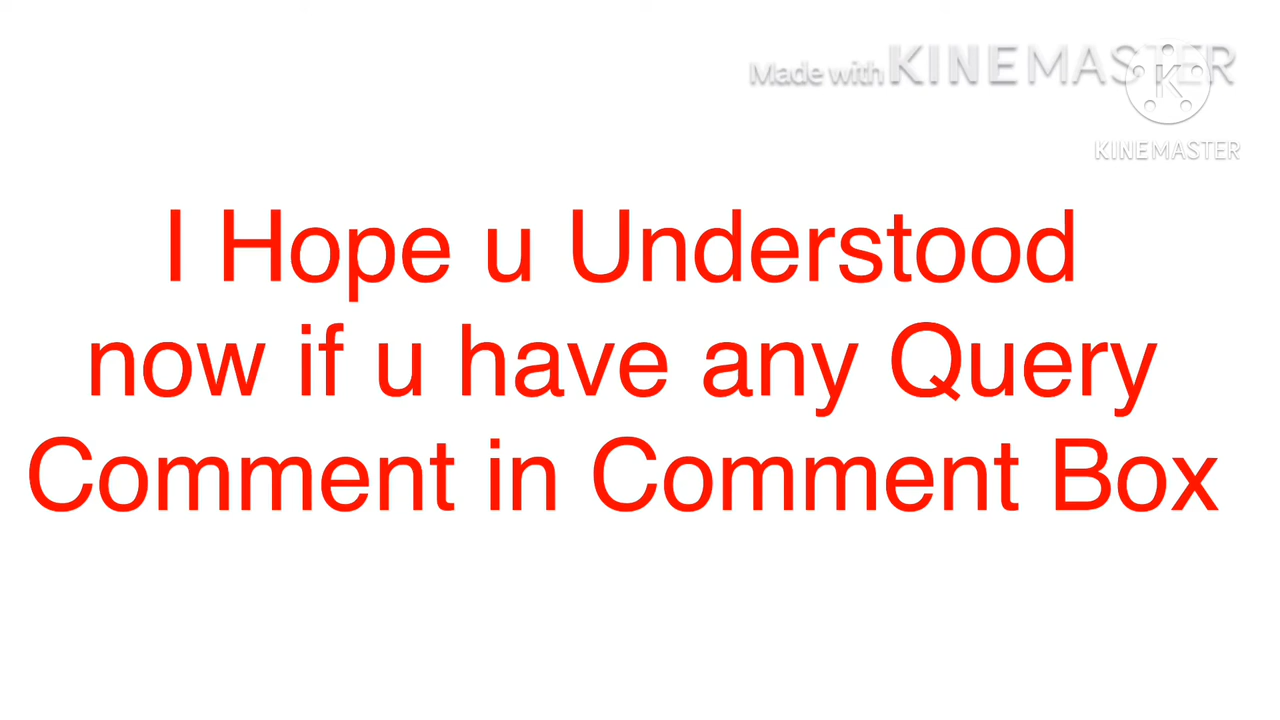 Made with KINEMASTER
K
KINEMASTER
I Hope u Understood
now if u have any Query
Comment in Comment Box